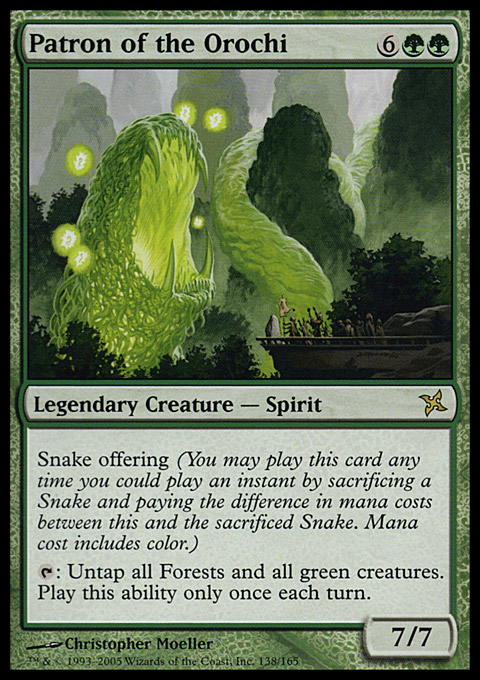 Patron of the Orochi 6
Legendary Creature — Spirit
Snake offering (You may play this card any
time you could play an instant by sacrificing a
Snake and paying the difference in mana costs
between this and the sacrificed Snake. Mana
cost includes color.)
: Untap all Forests and all green creatures.
Play this ability only once each turn.
Christopher Moeller
™ & © 1993–2005 Wizards of the Coast, Inc. 138/165
7/7